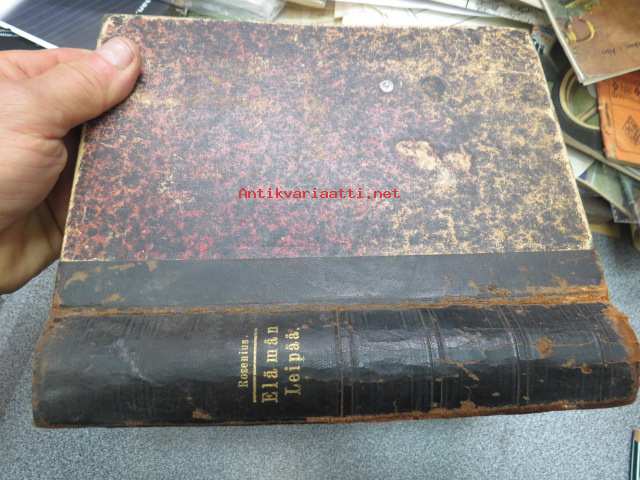 Antikvariaatti.net
Rosenius.
Elämän
Leipää.